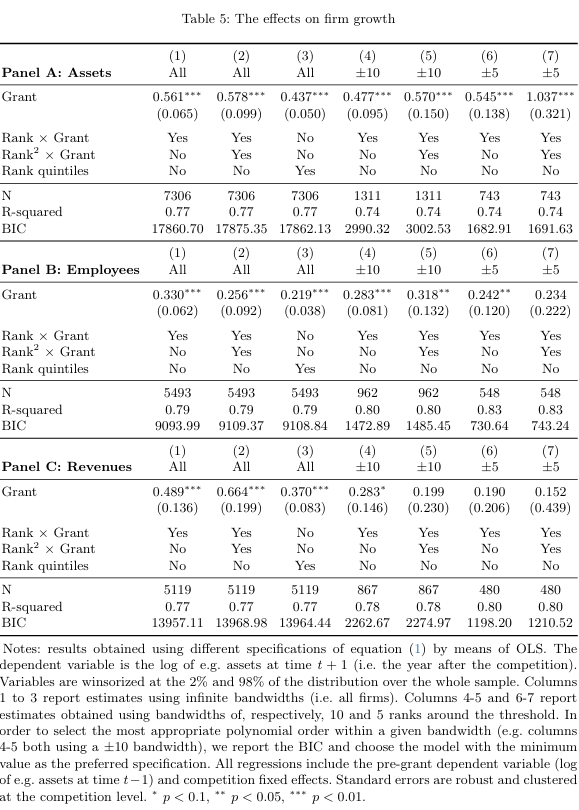 Table 5: The effects on firm growth
(1) (2) (3) (4) (5) (6) (7)
Panel A: Assets All All All ±10 ±10 ±5 ±5
Grant 0.561*** 0.578*** 0.437*** 0.477*** 0.570*** 0.545*** 1.037***
(0.065) (0.099) (0.050) (0.095) (0.150) (0.138) (0.321)
Rank × Grant Yes Yes No Yes Yes Yes Yes
Rank² × Grant No Yes No No Yes No Yes
Rank quintiles No No Yes No No No No
N 7306 7306 7306 1311 1311 743 743
R-squared 0.77 0.77 0.77 0.74 0.74 0.74 0.74
BIC 17860.70 17875.35 17862.13 2990.32 3002.53 1682.91 1691.63
(1) (2) (3) (4) (5) (6) (7)
Panel B: Employees All All All ±10 ±10 ±5 ±5
Grant 0.330*** 0.256*** 0.219*** 0.283*** 0.318** 0.242** 0.234
(0.062) (0.092) (0.038) (0.081) (0.132) (0.120) (0.222)
Rank × Grant Yes Yes No Yes Yes Yes Yes
Rank² × Grant No Yes No No Yes No Yes
Rank quintiles No No Yes No No No No
N 5493 5493 5493 962 962 548 548
R-squared 0.79 0.79 0.79 0.80 0.80 0.83 0.83
BIC 9093.99 9109.37 9108.84 1472.89 1485.45 730.64 743.24
(1) (2) (3) (4) (5) (6) (7)
Panel C: Revenues All All All ±10 ±10 ±5 ±5
Grant 0.489*** 0.664*** 0.370*** 0.283* 0.199 0.190 0.152
(0.136) (0.199) (0.083) (0.146) (0.230) (0.206) (0.439)
Rank × Grant Yes Yes No Yes Yes Yes Yes
Rank² × Grant No Yes No No Yes No Yes
Rank quintiles No No Yes No No No No
N 5119 5119 5119 867 867 480 480
R-squared 0.77 0.77 0.77 0.78 0.78 0.80 0.80
BIC 13957.11 13968.98 13964.44 2262.67 2274.97 1198.20 1210.52
Notes: results obtained using different specifications of equation (1) by means of OLS. The
dependent variable is the log of e.g. assets at time t + 1 (i.e. the year after the competition).
Variables are winsorized at the 2% and 98% of the distribution over the whole sample. Columns
1 to 3 report estimates using infinite bandwidths (i.e. all firms). Columns 4-5 and 6-7 report
estimates obtained using bandwidths of, respectively, 10 and 5 ranks around the threshold. In
order to select the most appropriate polynomial order within a given bandwidth (e.g. columns
4-5 both using a ±10 bandwidth), we report the BIC and choose the model with the minimum
value as the preferred specification. All regressions include the pre-grant dependent variable (log
of e.g. assets at time t−1) and competition fixed effects. Standard errors are robust and clustered
at the competition level. * p < 0.1, ** p < 0.05, *** p < 0.01.